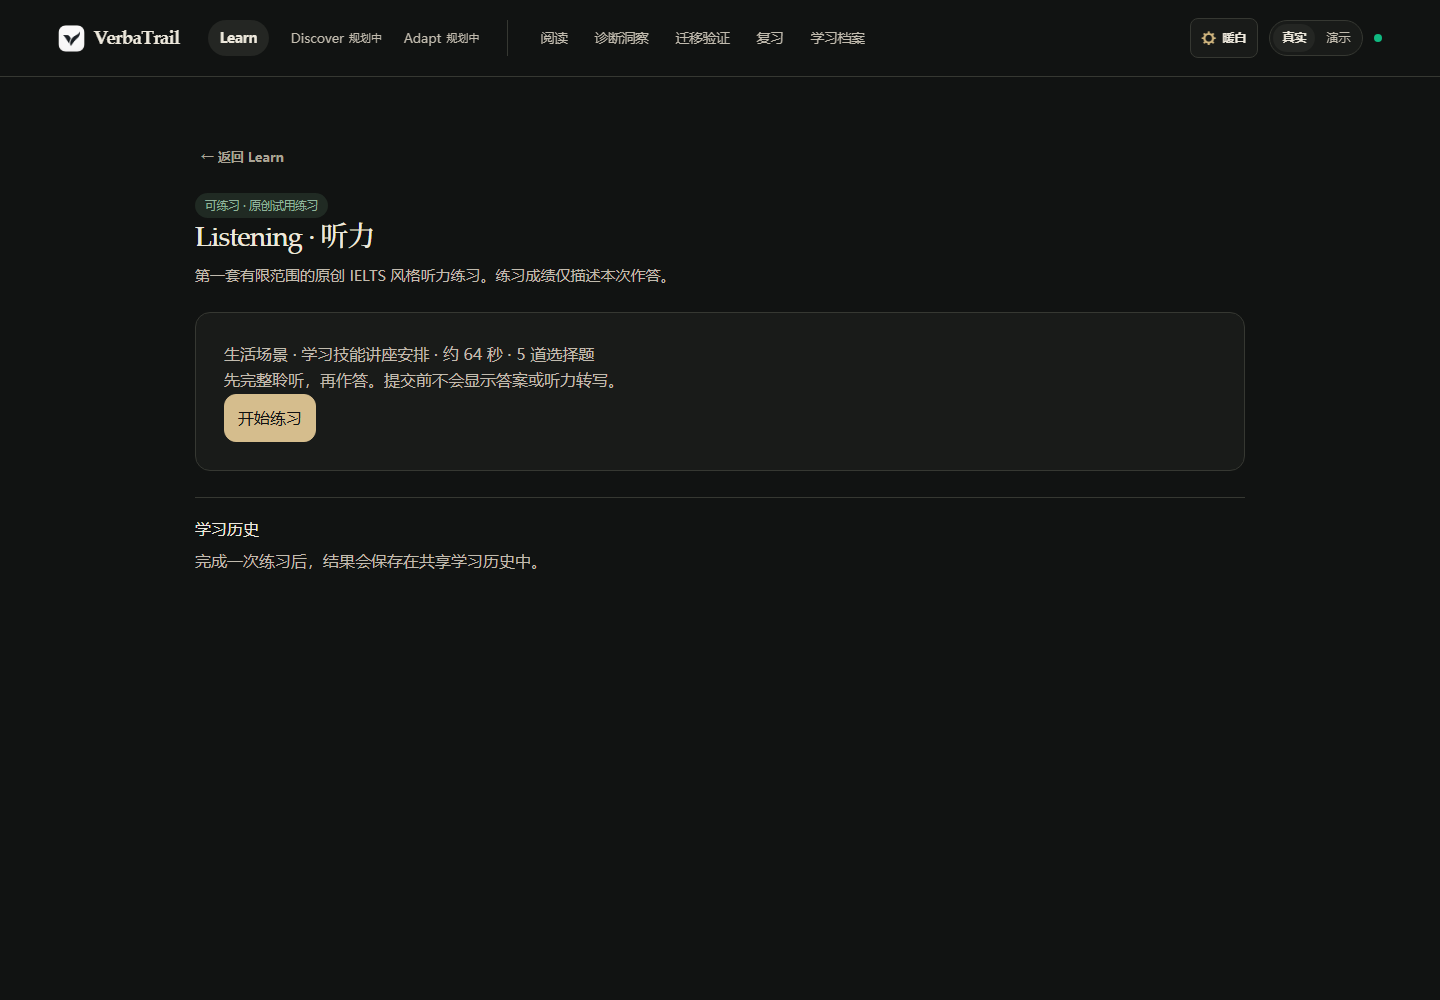 VerbaTrail Learn Discover 规划中 Adapt 规划中 阅读 诊断洞察 迁移验证 复习 学习档案 暖白 真实 演示
← 返回 Learn
可练习 · 原创试用练习
Listening · 听力
第一套有限范围的原创 IELTS 风格听力练习。练习成绩仅描述本次作答。
生活场景 · 学习技能讲座安排 · 约 64 秒 · 5 道选择题
先完整聆听，再作答。提交前不会显示答案或听力转写。
开始练习
学习历史
完成一次练习后，结果会保存在共享学习历史中。